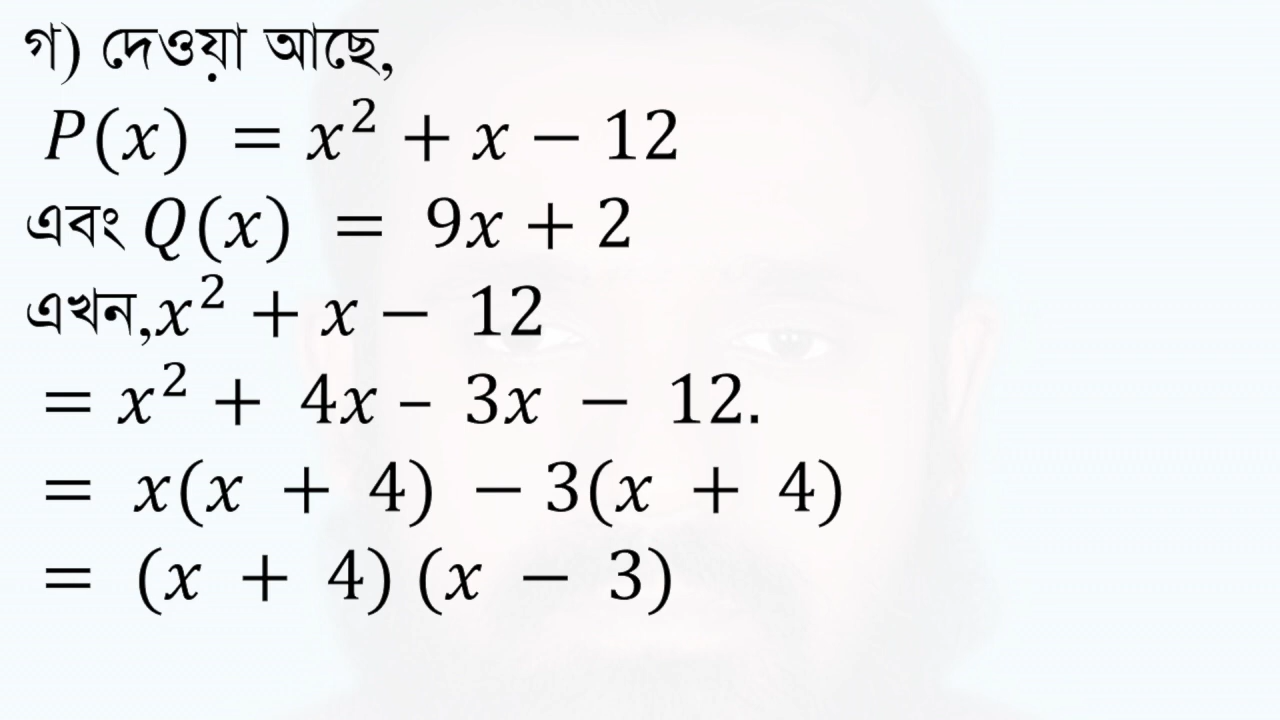 গ) দেওয়া আছে,
P(x) = x² + x − 12
এবং Q(x) = 9x + 2
এখন,x² + x − 12
= x² + 4x – 3x − 12.
= x(x + 4) − 3(x + 4)
= (x + 4) (x − 3)